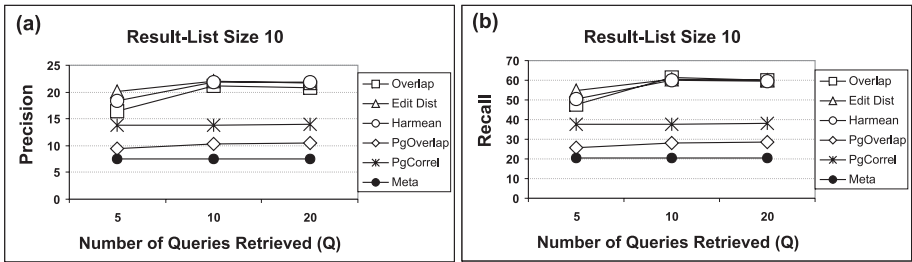 (a)
Result-List Size 10
Precision
25
20
15
10
5
0
5 10 20
Number of Queries Retrieved (Q)
Overlap
Edit Dist
Harmean
PgOverlap
PgCorrel
Meta
(b)
Result-List Size 10
Recall
70
60
50
40
30
20
10
0
5 10 20
Number of Queries Retrieved (Q)
Overlap
Edit Dist
Harmean
PgOverlap
PgCorrel
Meta